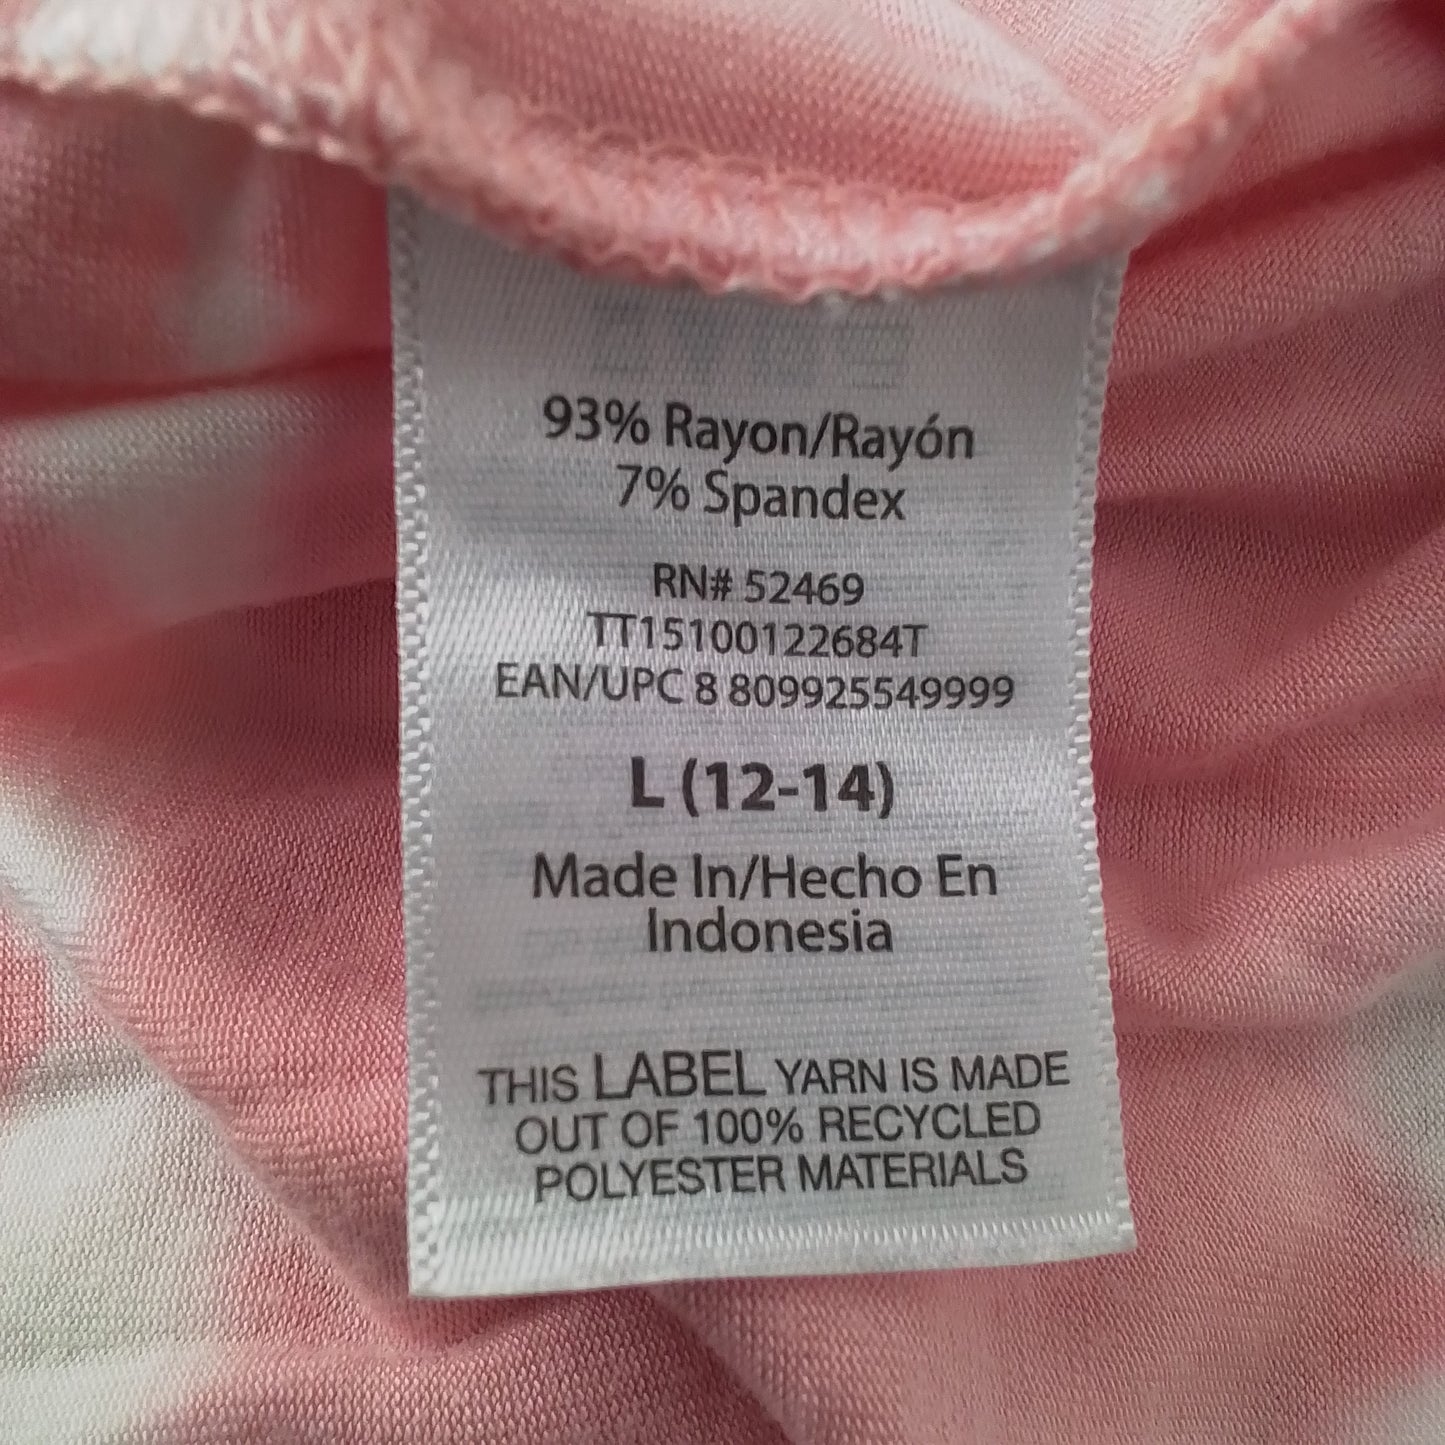 93% Rayon/Rayón
7% Spandex
RN# 52469
TT15100122684T
EAN/UPC 8 809925549999
L (12-14)
Made In/Hecho En
Indonesia
THIS LABEL YARN IS MADE
OUT OF 100% RECYCLED
POLYESTER MATERIALS